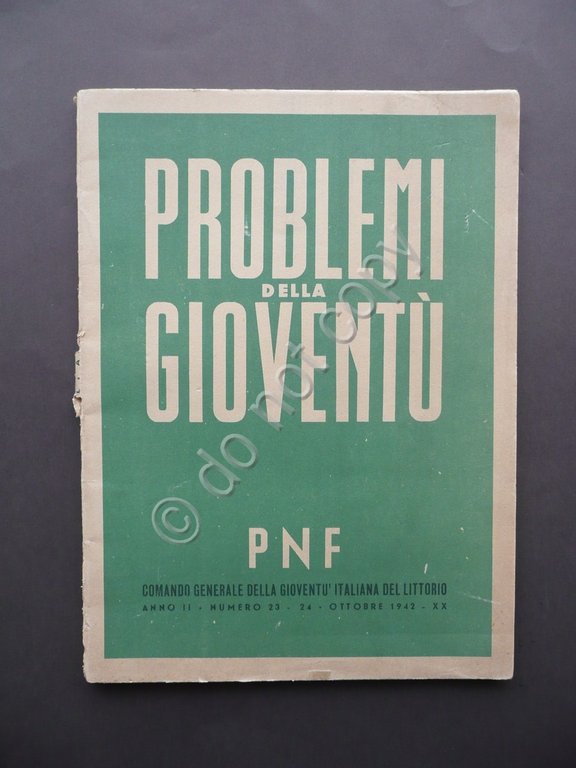 PROBLEMI
DELLA
GIOVENTÙ
PNF
COMANDO GENERALE DELLA GIOVENTU' ITALIANA DEL LITTORIO
ANNO II - NUMERO 23 - 24 - OTTOBRE 1942 - XX
© do not copy